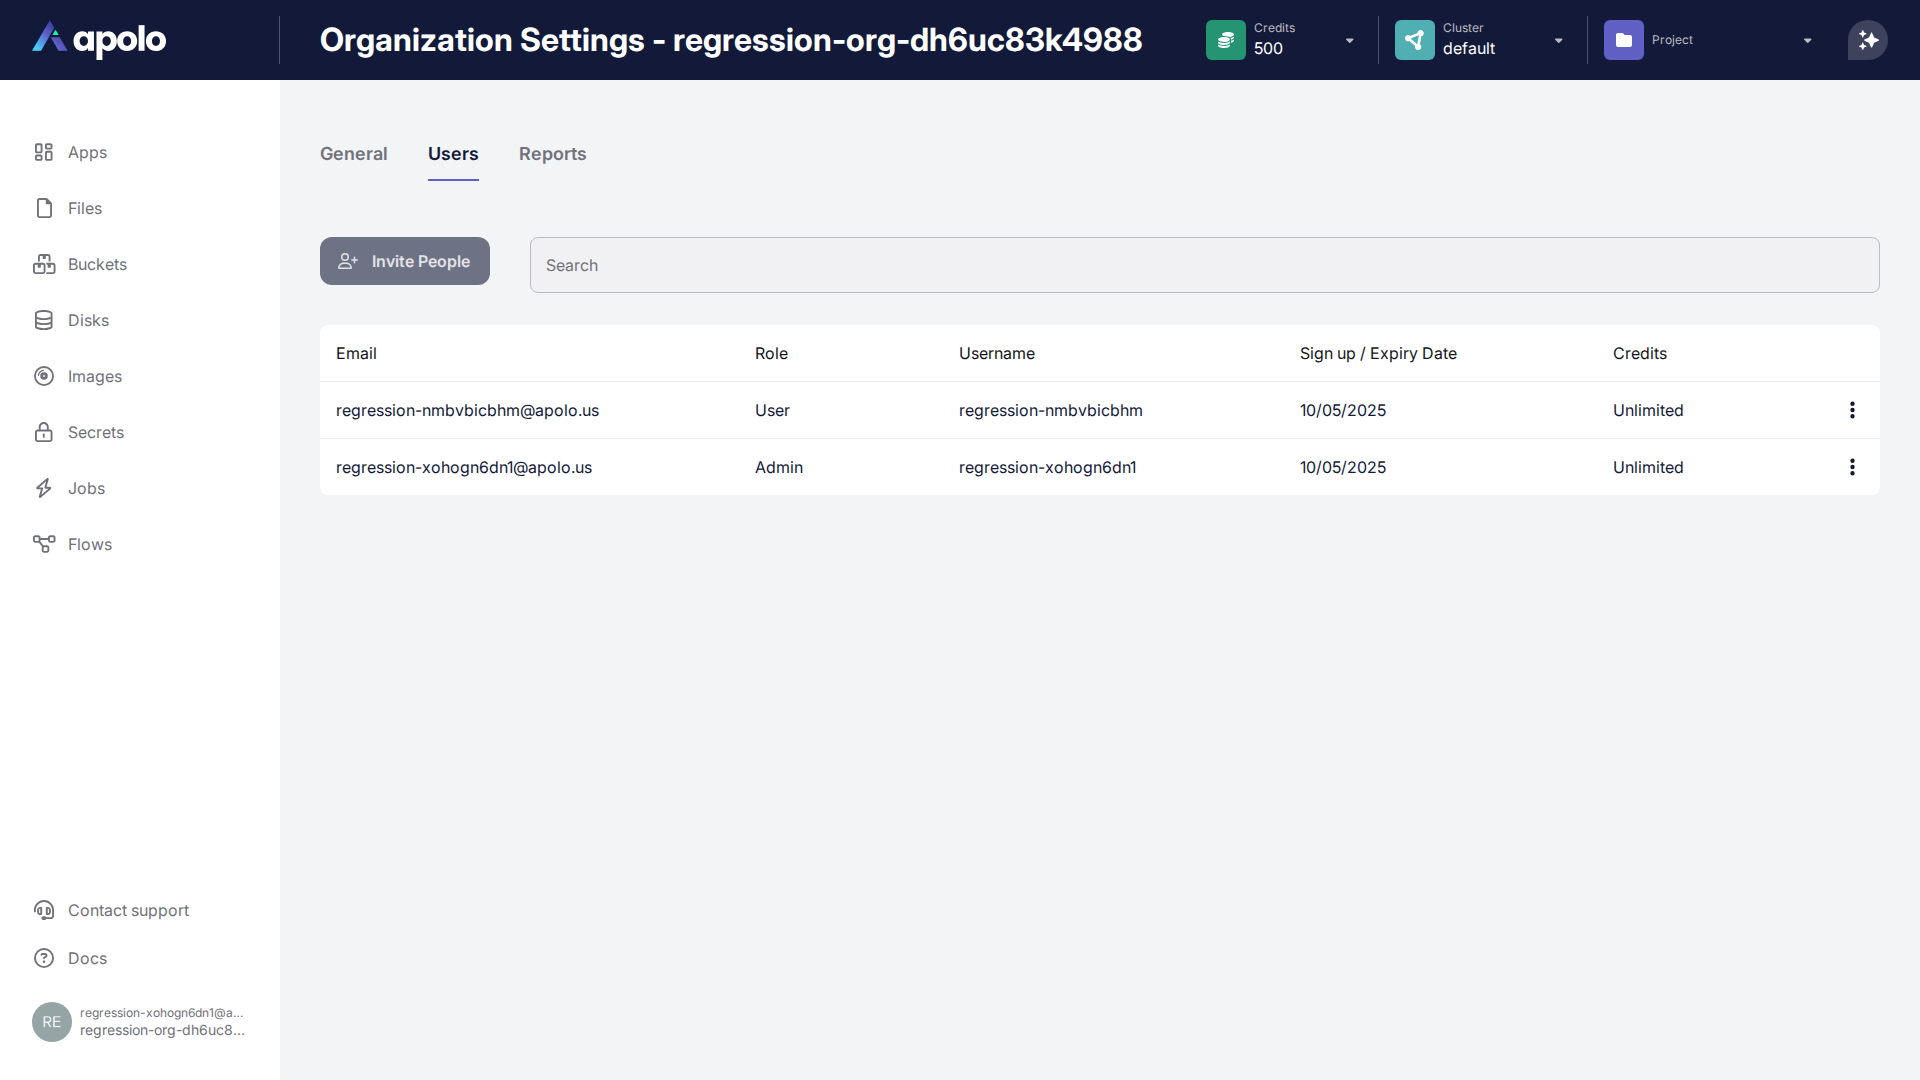 apolo
Organization Settings - regression-org-dh6uc83k4988
Credits
500
Cluster
default
Project
Apps
Files
Buckets
Disks
Images
Secrets
Jobs
Flows
Contact support
Docs
RE
regression-xohogn6dn1@a...
regression-org-dh6uc8...
General Users Reports
Invite People
Search
Email Role Username Sign up / Expiry Date Credits
regression-nmbvbicbhm@apolo.us User regression-nmbvbicbhm 10/05/2025 Unlimited
regression-xohogn6dn1@apolo.us Admin regression-xohogn6dn1 10/05/2025 Unlimited